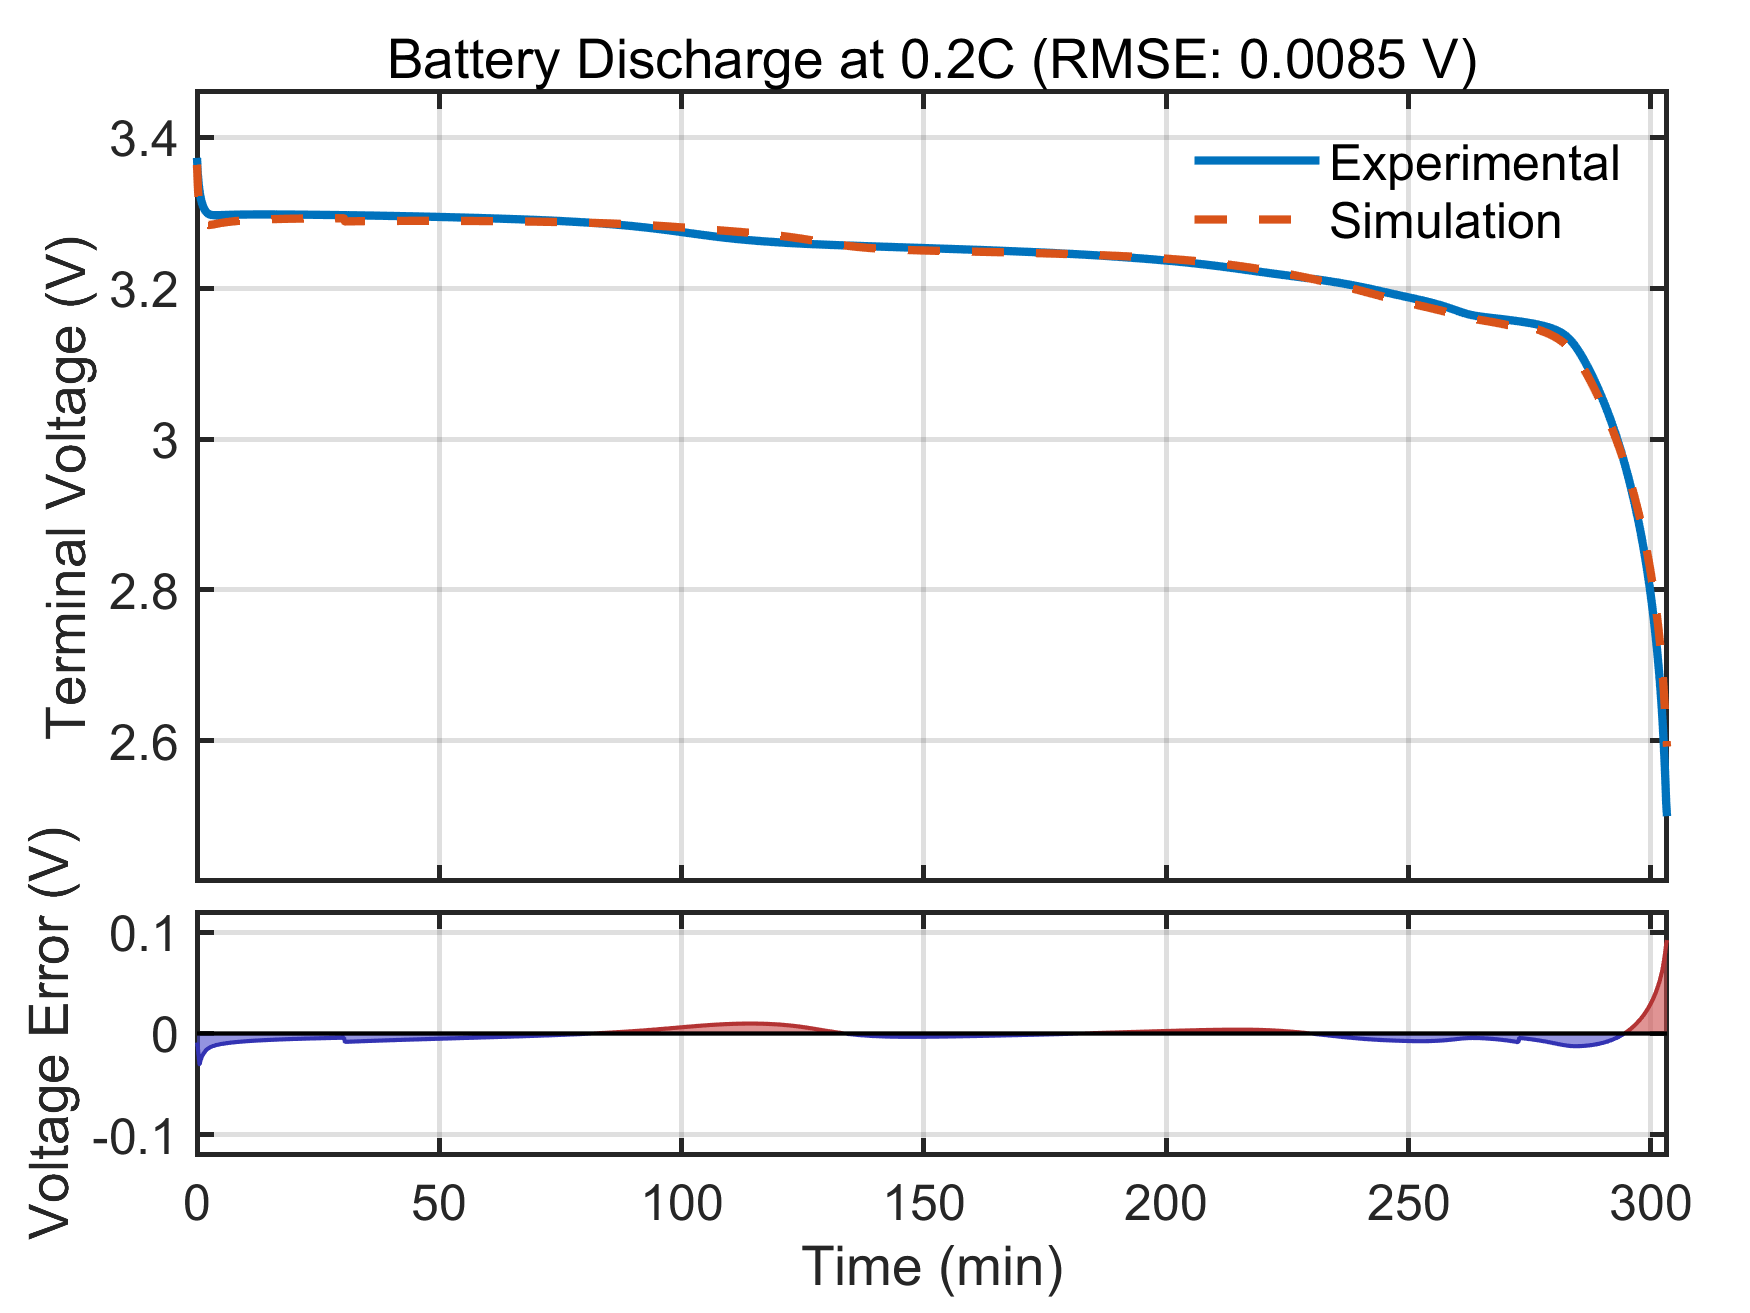 Battery Discharge at 0.2C (RMSE: 0.0085 V)
Terminal Voltage (V)
3.4
3.2
3
2.8
2.6
Experimental
Simulation
Voltage Error (V)
0.1
0
-0.1
0 50 100 150 200 250 300
Time (min)